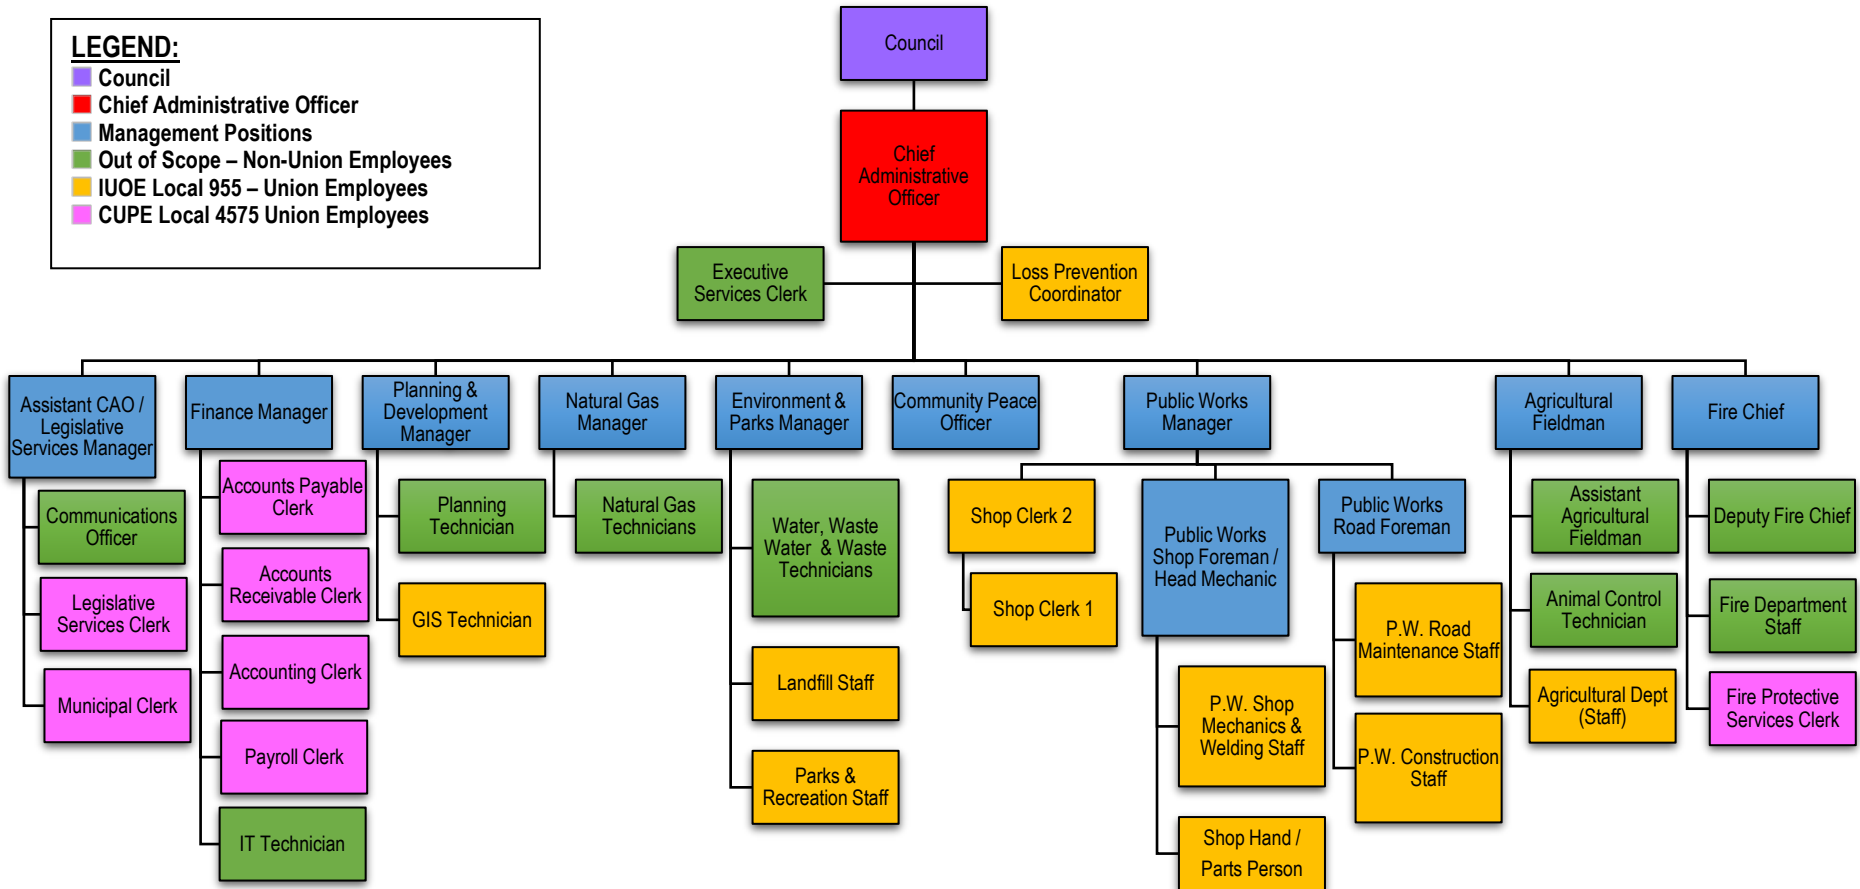 LEGEND:
Council
Chief Administrative Officer
Management Positions
Out of Scope – Non-Union Employees
IUOE Local 955 – Union Employees
CUPE Local 4575 Union Employees
Council
Chief
Administrative
Officer
Executive
Services Clerk
Loss Prevention
Coordinator
Assistant CAO /
Legislative
Services Manager
Communications
Officer
Legislative
Services Clerk
Municipal Clerk
Finance Manager
Accounts Payable
Clerk
Accounts
Receivable Clerk
Accounting Clerk
Payroll Clerk
IT Technician
Planning &
Development
Manager
Planning
Technician
GIS Technician
Natural Gas
Manager
Natural Gas
Technicians
Environment &
Parks Manager
Water, Waste
Water & Waste
Technicians
Landfill Staff
Parks &
Recreation Staff
Community Peace
Officer
Public Works
Manager
Shop Clerk 2
Shop Clerk 1
Public Works
Shop Foreman /
Head Mechanic
P.W. Shop
Mechanics &
Welding Staff
Shop Hand /
Parts Person
Public Works
Road Foreman
P.W. Road
Maintenance Staff
P.W. Construction
Staff
Agricultural
Fieldman
Assistant
Agricultural
Fieldman
Animal Control
Technician
Agricultural Dept
(Staff)
Fire Chief
Deputy Fire Chief
Fire Department
Staff
Fire Protective
Services Clerk